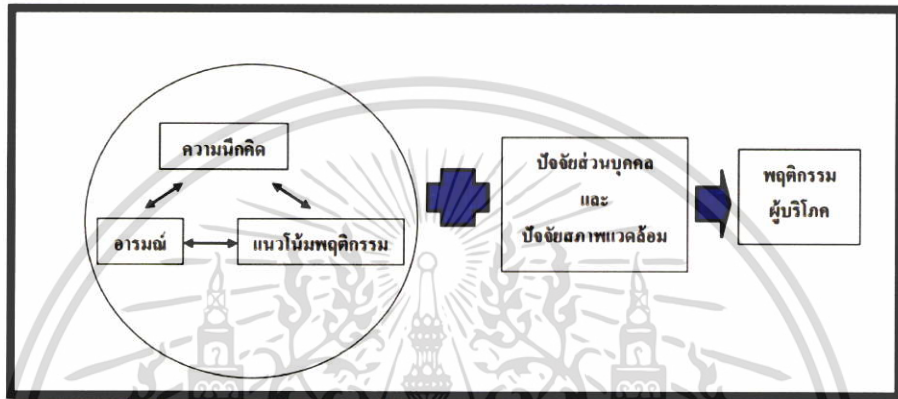 ความนึกคิด
อารมณ์
แนวโน้มพฤติกรรม
ปัจจัยส่วนบุคคล
และ
ปัจจัยสภาพแวดล้อม
พฤติกรรม
ผู้บริโภค